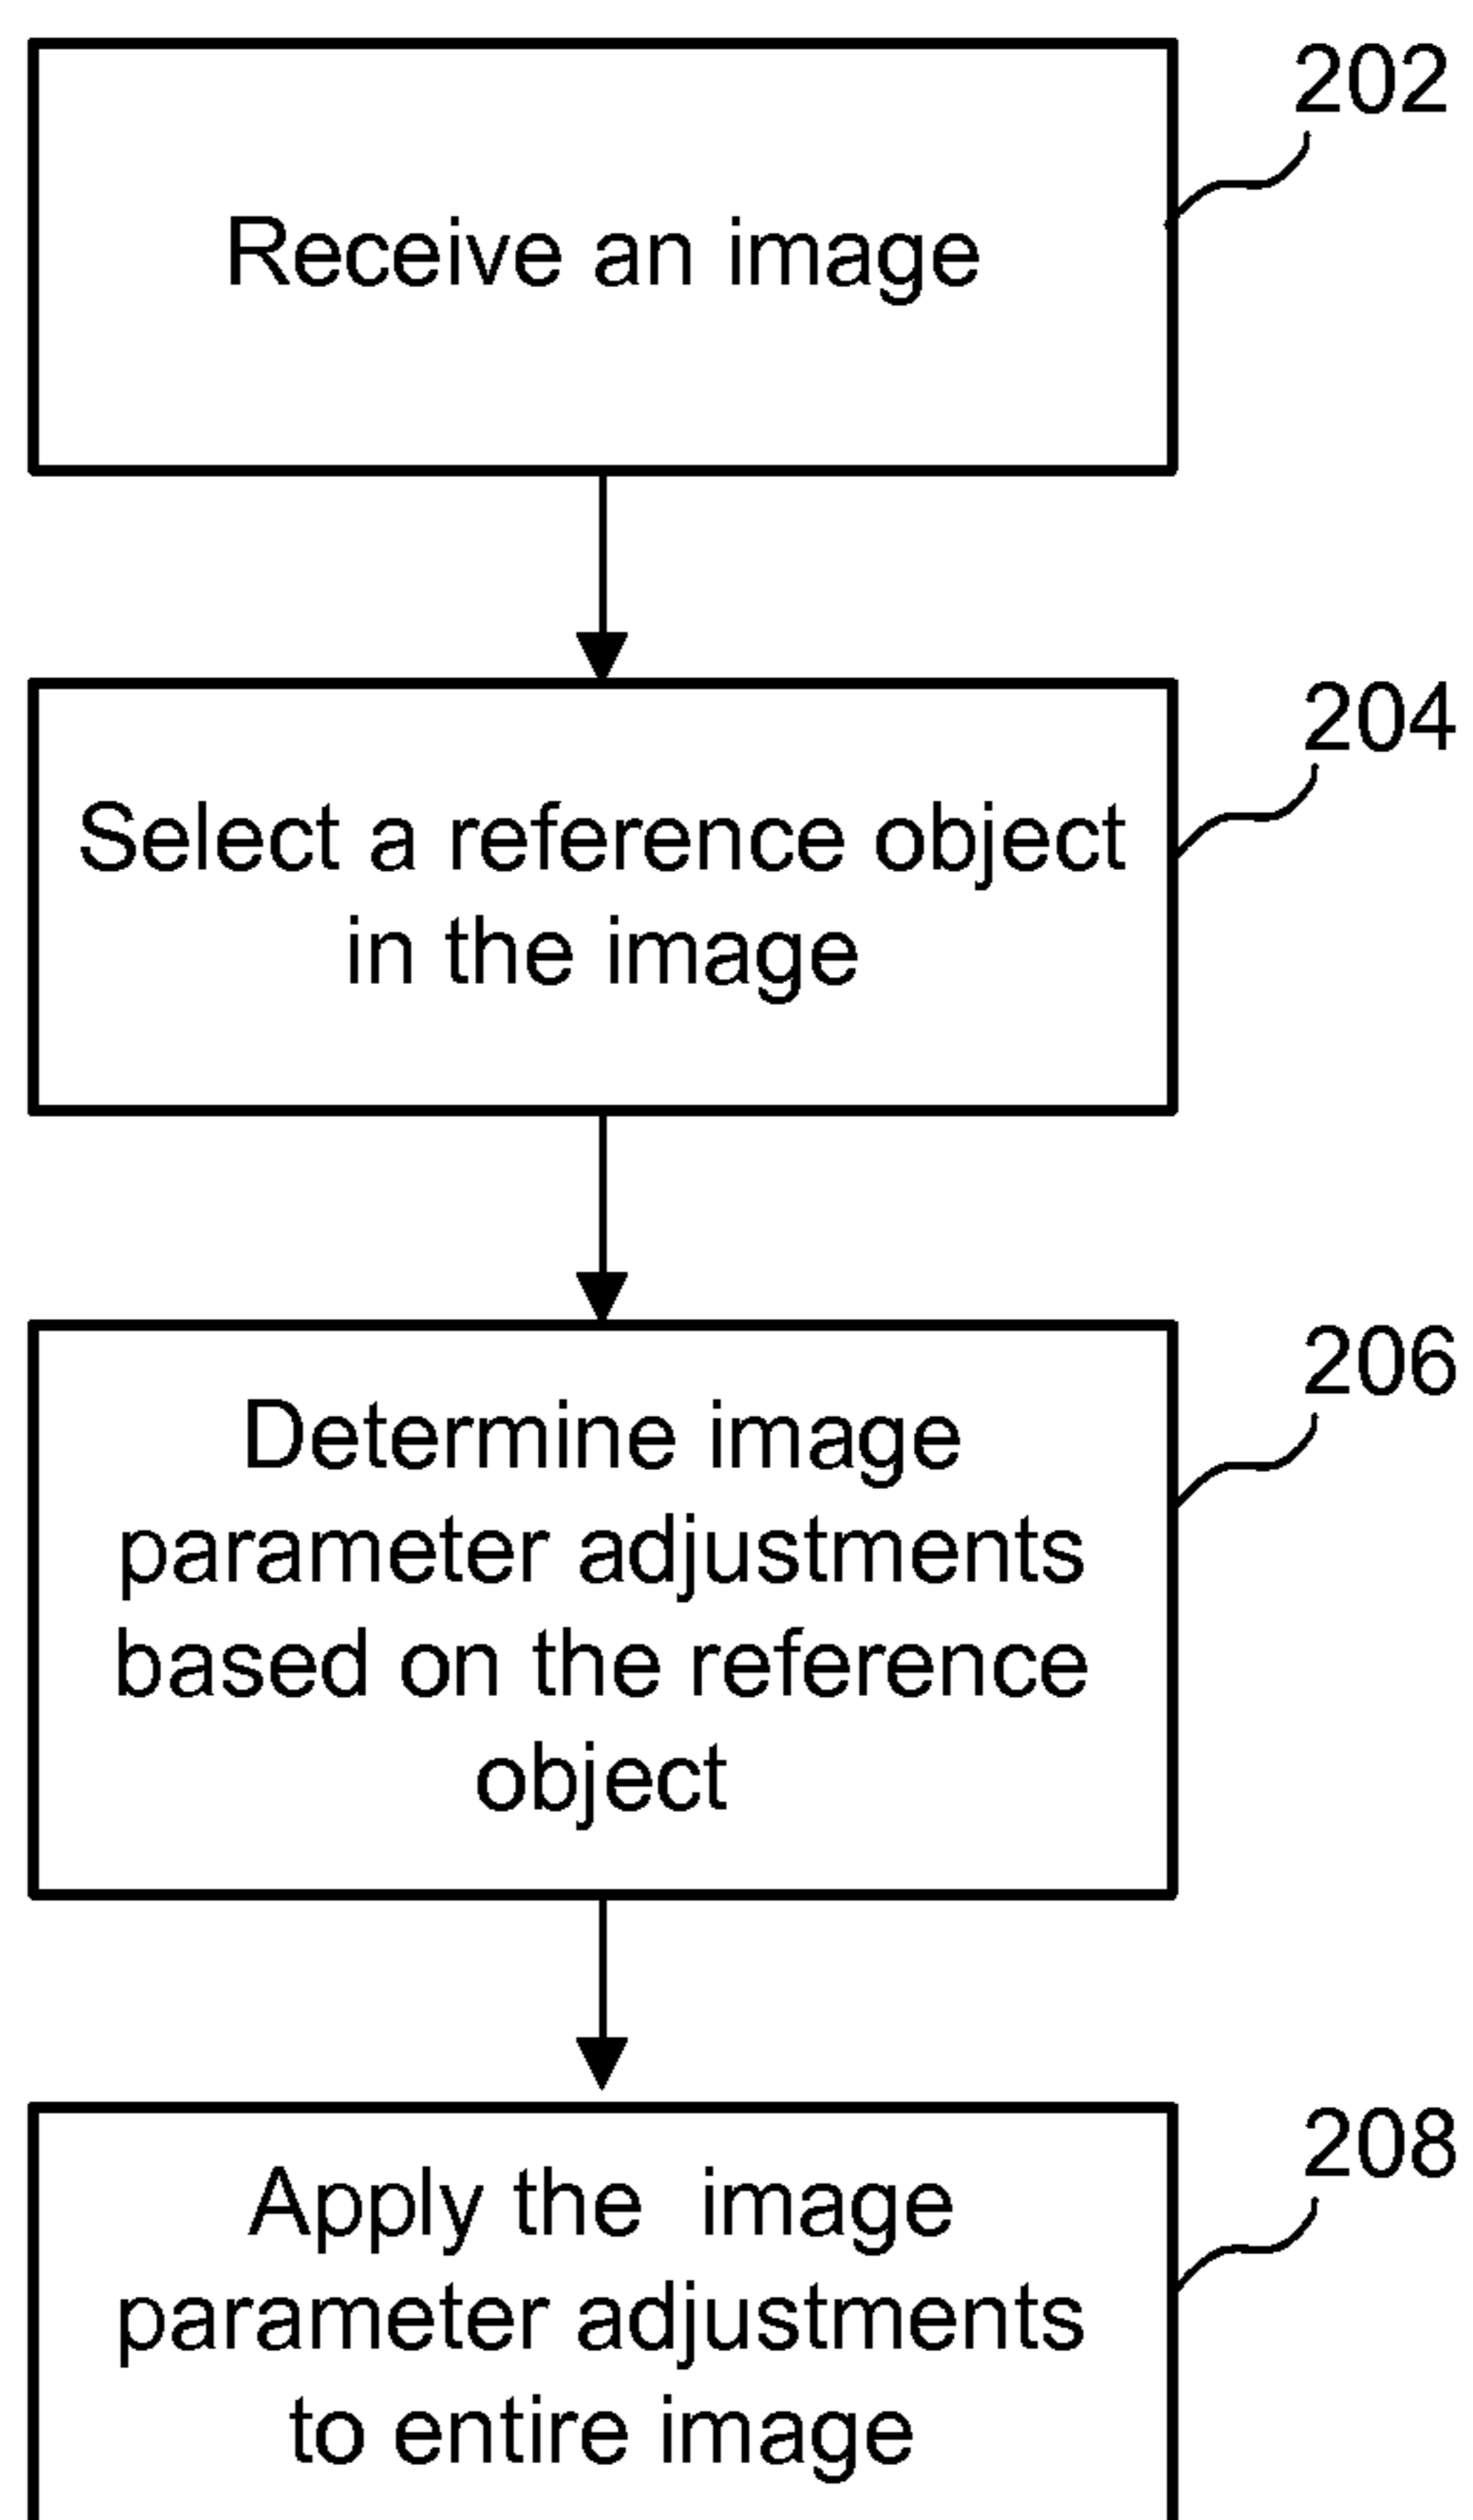 202
Receive an image
204
Select a reference object
in the image
206
Determine image
parameter adjustments
based on the reference
object
208
Apply the image
parameter adjustments
to entire image